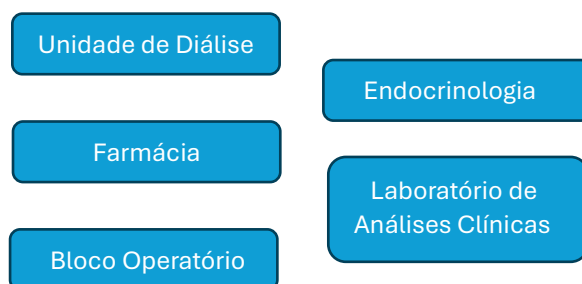 Unidade de Diálise
Endocrinologia
Farmácia
Laboratório de
Análises Clínicas
Bloco Operatório